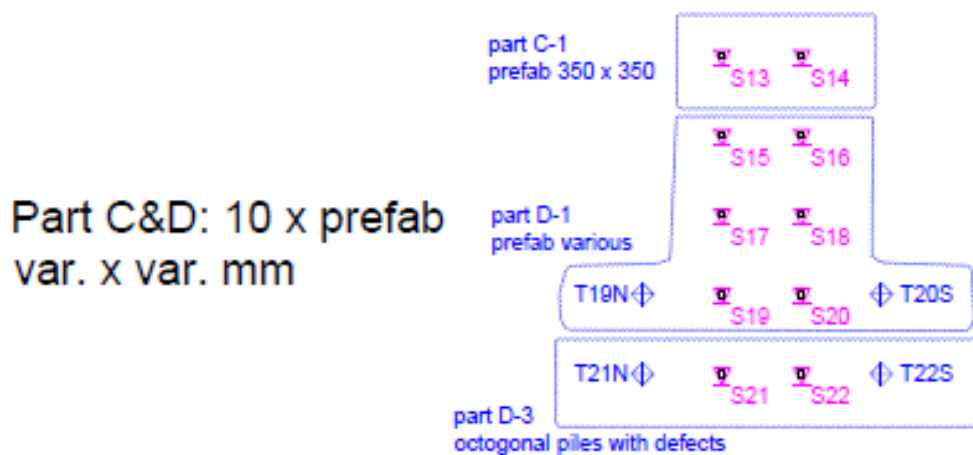 part C-1
prefab 350 x 350
S13 S14
S15 S16
Part C&D: 10 x prefab
var. x var. mm
part D-1
prefab various
S17 S18
T19N S19 S20 T20S
T21N S21 S22 T22S
part D-3
octogonal piles with defects